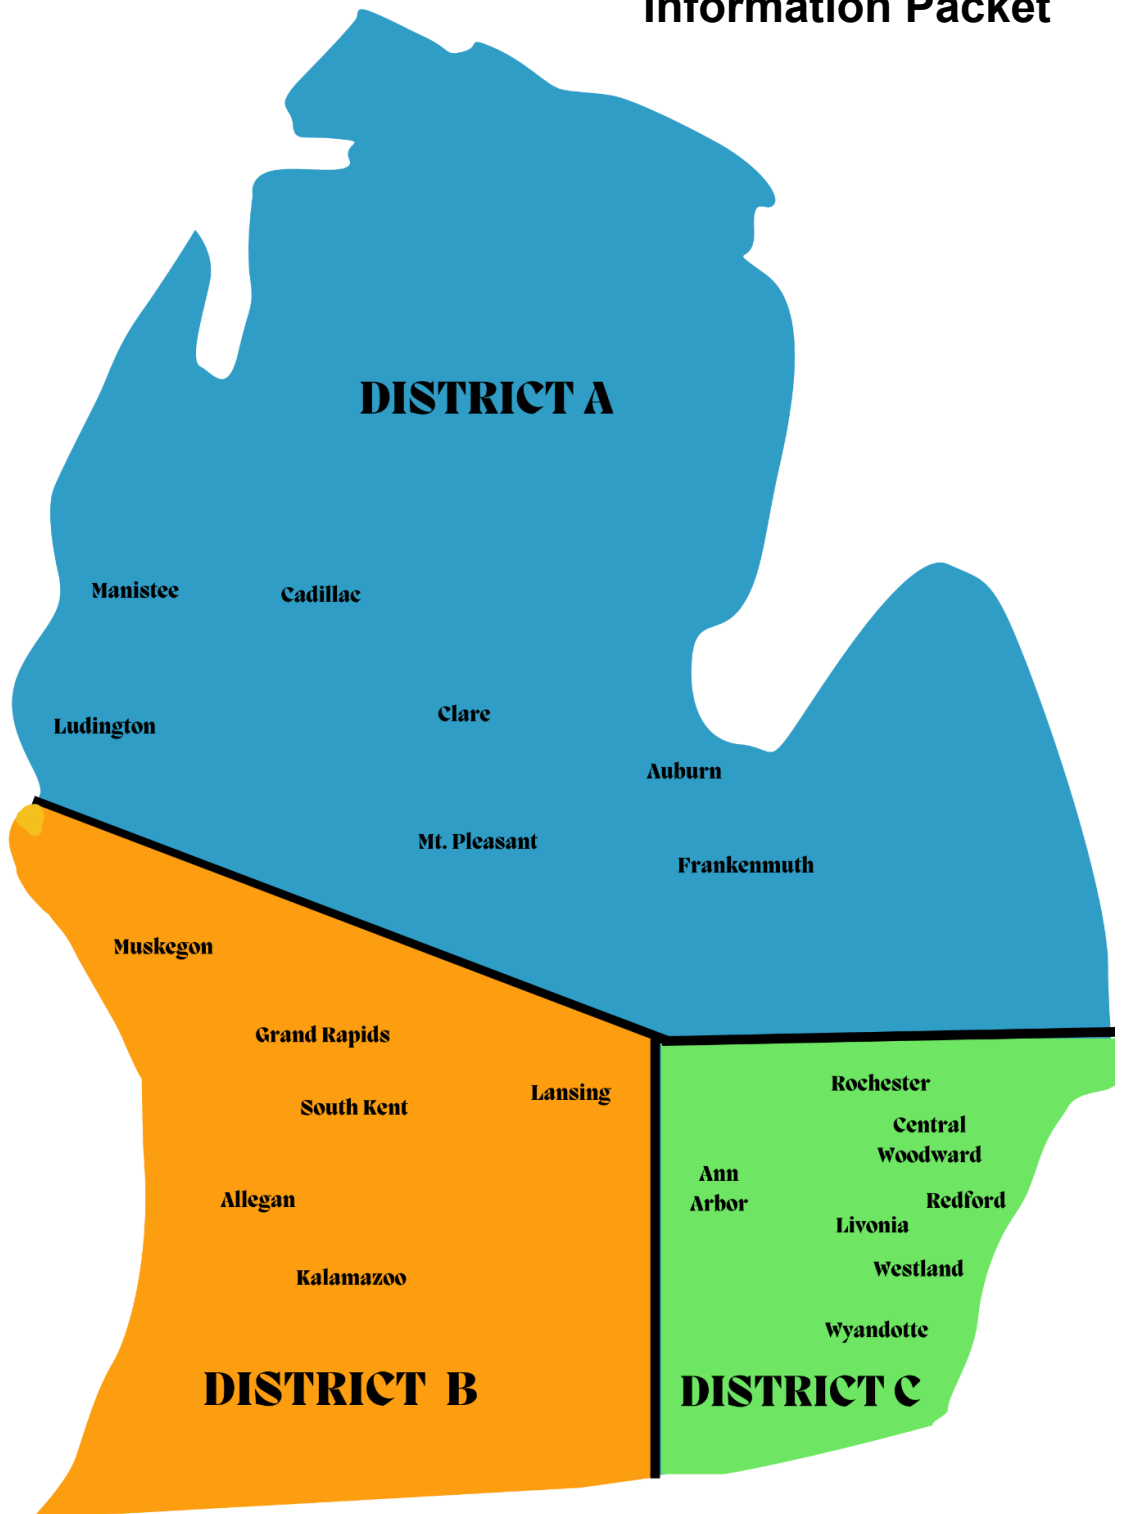 Information Packet
DISTRICT A
Manistee
Cadillac
Ludington
Clare
Auburn
Mt. Pleasant
Frankenmuth
Muskegon
Grand Rapids
South Kent
Lansing
Allegan
Kalamazoo
DISTRICT B
Rochester
Central
Woodward
Ann
Arbor
Redford
Livonia
Westland
Wyandotte
DISTRICT C